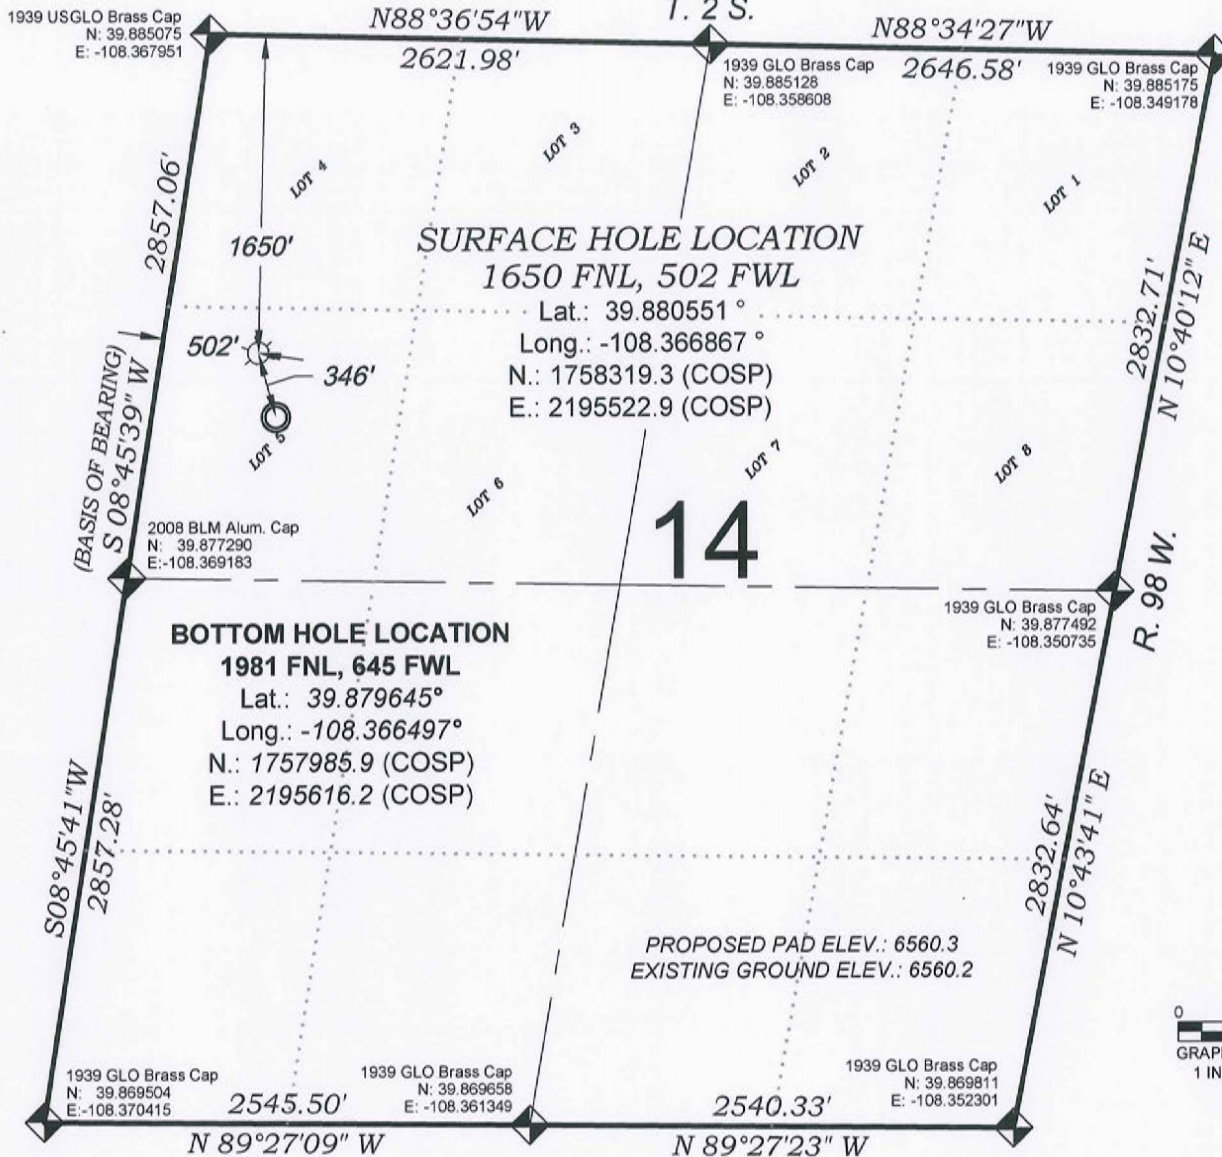 T. 2 S.
1939 USGLO Brass Cap
N: 39.885075
E: -108.367951
N88°36'54"W
2621.98'
N88°34'27"W
2646.58'
1939 GLO Brass Cap
N: 39.885128
E: -108.358608
1939 GLO Brass Cap
N: 39.885175
E: -108.349178
LOT 4
LOT 3
LOT 2
LOT 1
2857.06'
1650'
SURFACE HOLE LOCATION
1650 FNL, 502 FWL
Lat.: 39.880551 °
Long.: -108.366867 °
N.: 1758319.3 (COSP)
E.: 2195522.9 (COSP)
2832.71'
N 10°40'12" E
502'
346'
(BASIS OF BEARING)
S 08°45'39" W
LOT 5
LOT 6
LOT 7
LOT 8
14
2008 BLM Alum. Cap
N: 39.877290
E:-108.369183
R. 98 W.
1939 GLO Brass Cap
N: 39.877492
E: -108.350735
BOTTOM HOLE LOCATION
1981 FNL, 645 FWL
Lat.: 39.879645°
Long.: -108.366497°
N.: 1757985.9 (COSP)
E.: 2195616.2 (COSP)
S08°45'41"W
2857.28'
2832.64'
N 10°43'41" E
PROPOSED PAD ELEV.: 6560.3
EXISTING GROUND ELEV.: 6560.2
0
GRAPH
1 IN
1939 GLO Brass Cap
N: 39.869504
E:-108.370415
2545.50'
N 89°27'09" W
1939 GLO Brass Cap
N: 39.869658
E: -108.361349
2540.33'
N 89°27'23" W
1939 GLO Brass Cap
N: 39.869811
E: -108.352301